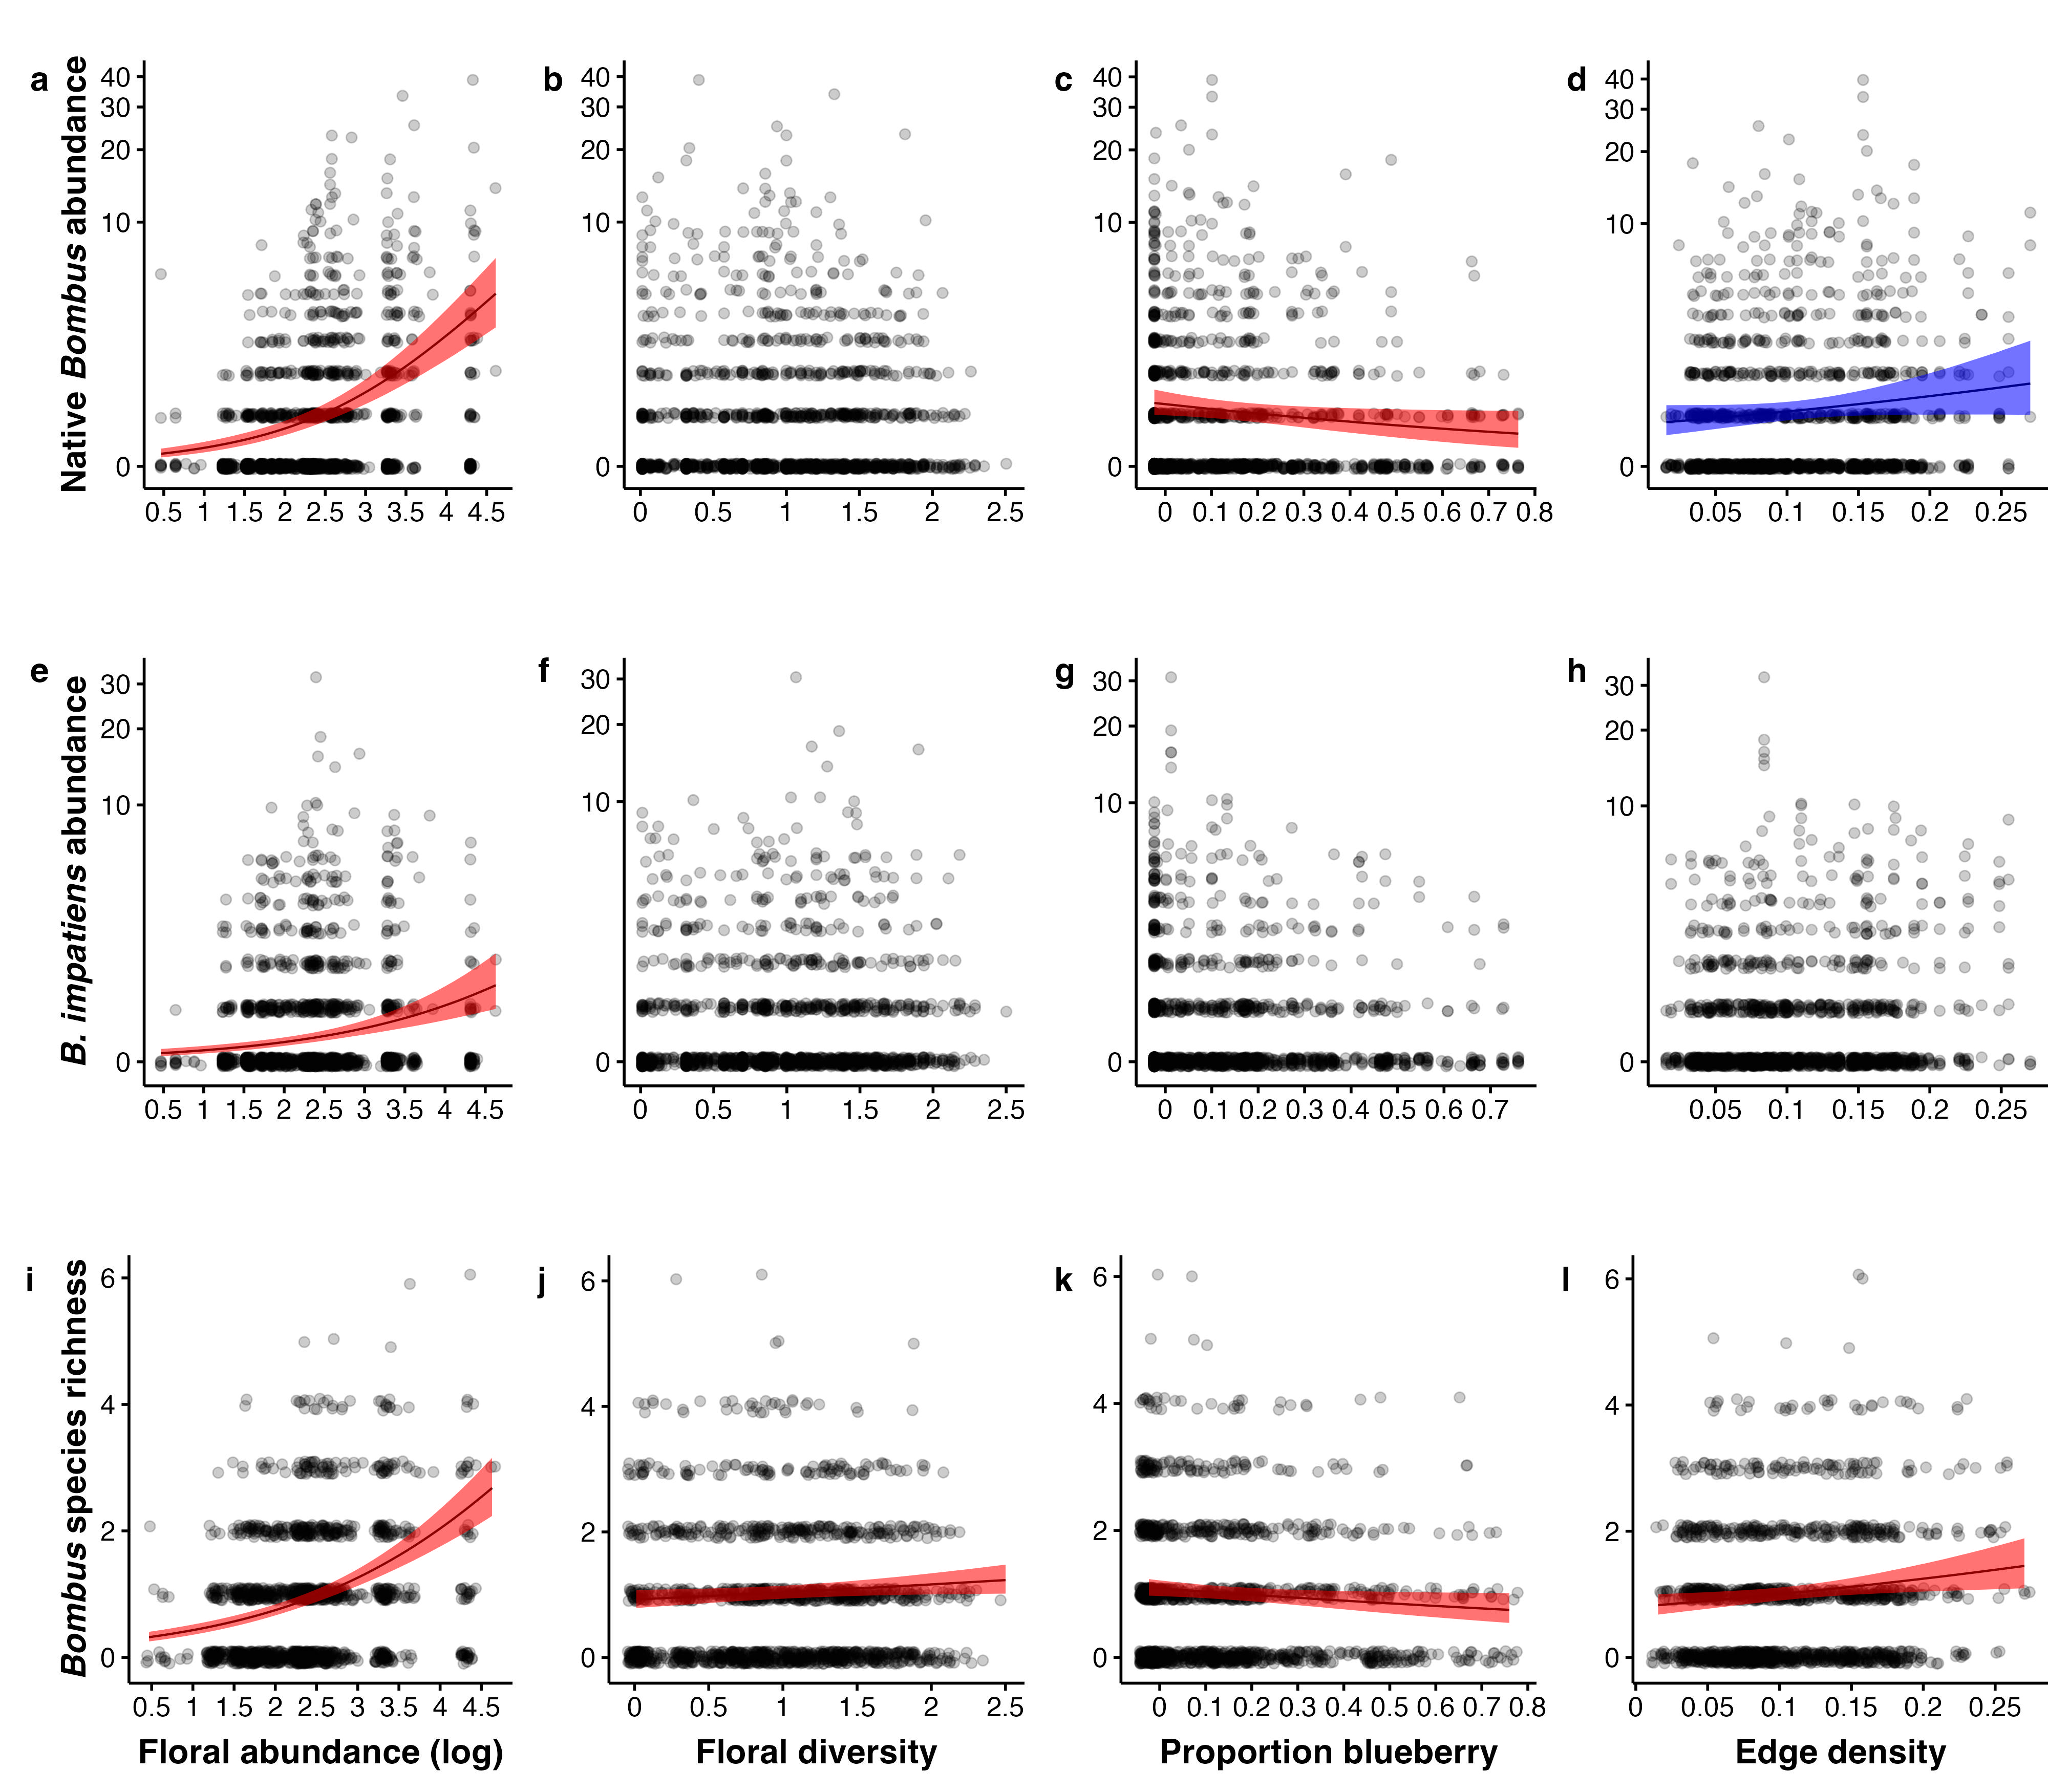 a b c d
Native Bombus abundance
40 40 40 40
30 30 30 30
20 20 20 20
10 10 10 10
0 0 0 0
0.5 1 1.5 2 2.5 3 3.5 4 4.5 0 0.5 1 1.5 2 2.5 0 0.1 0.2 0.3 0.4 0.5 0.6 0.7 0.8 0.05 0.1 0.15 0.2 0.25
e f g h
B. impatiens abundance
30 30 30 30
20 20 20 20
10 10 10 10
0 0 0 0
0.5 1 1.5 2 2.5 3 3.5 4 4.5 0 0.5 1 1.5 2 2.5 0 0.1 0.2 0.3 0.4 0.5 0.6 0.7 0.05 0.1 0.15 0.2 0.25
i j k l
Bombus species richness
6 6 6 6
4 4 4 4
2 2 2 2
0 0 0 0
0.5 1 1.5 2 2.5 3 3.5 4 4.5 0 0.5 1 1.5 2 2.5 0 0.1 0.2 0.3 0.4 0.5 0.6 0.7 0.8 0 0.05 0.1 0.15 0.2 0.25
Floral abundance (log) Floral diversity Proportion blueberry Edge density